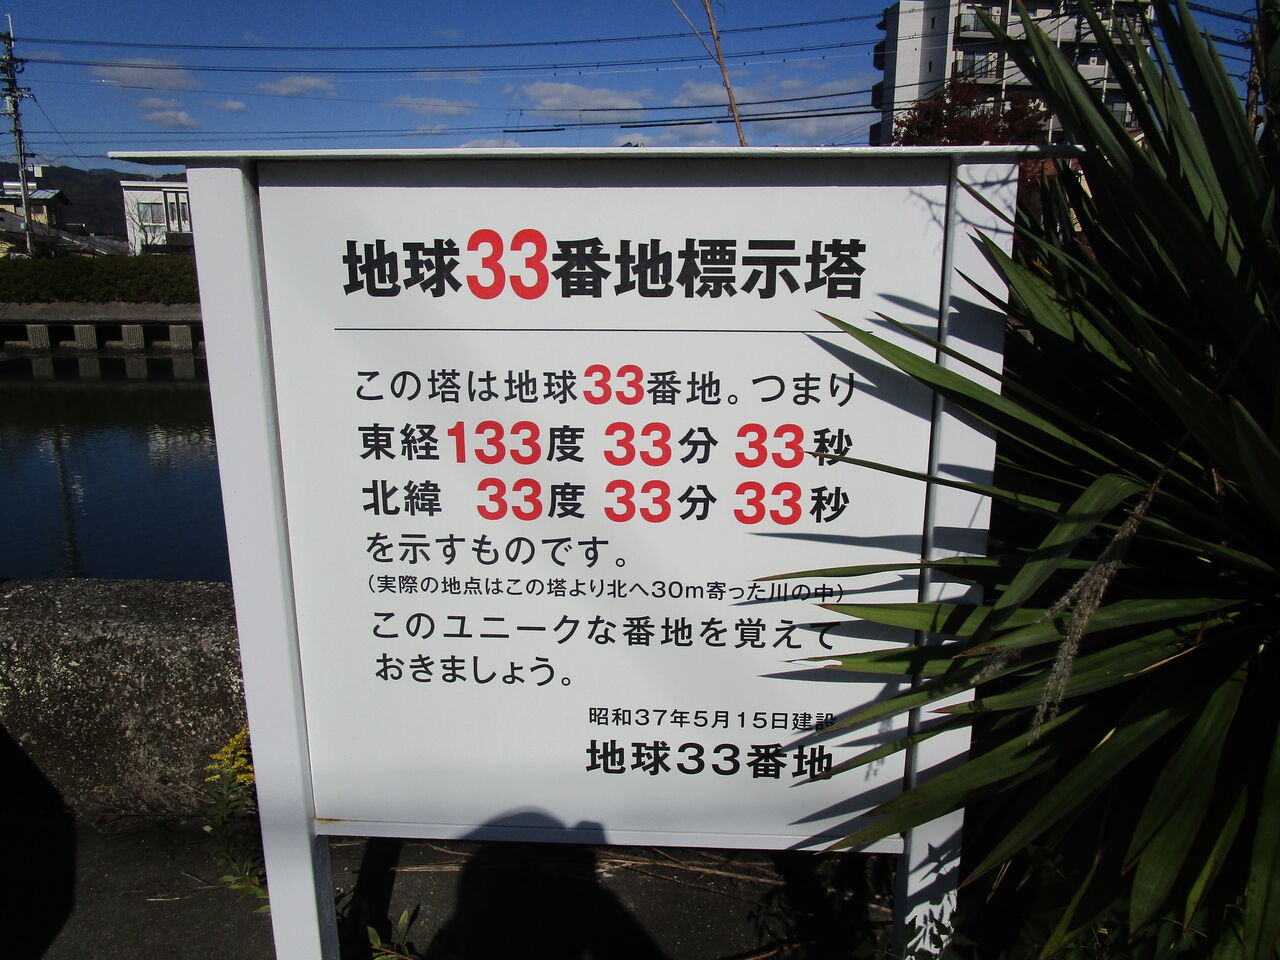 地球33番地標示塔
この塔は地球33番地。つまり
東経133度 33分 33秒
北緯 33度 33分 33秒
を示すものです。
（実際の地点はこの塔より北へ30m寄った川の中）
このユニークな番地を覚えて
おきましょう。
昭和37年5月15日建設
地球33番地